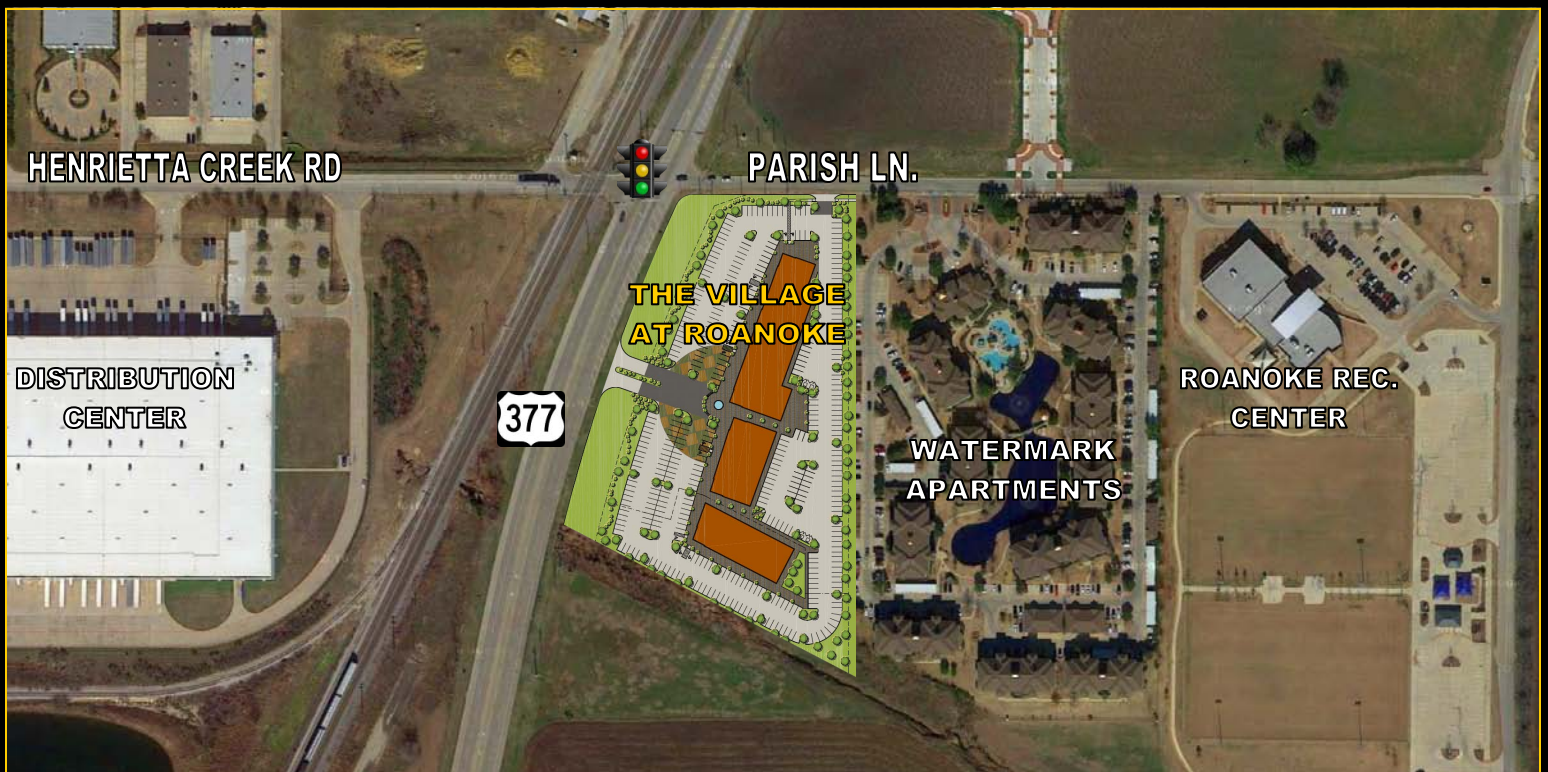 HENRIETTA CREEK RD
PARISH LN.
THE VILLAGE
AT ROANOKE
DISTRIBUTION
CENTER
377
WATERMARK
APARTMENTS
ROANOKE REC.
CENTER